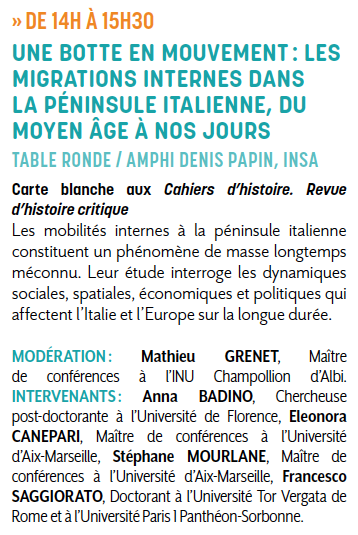 » DE 14H À 15H30
UNE BOTTE EN MOUVEMENT : LES
MIGRATIONS INTERNES DANS
LA PÉNINSULE ITALIENNE, DU
MOYEN ÂGE À NOS JOURS
TABLE RONDE / AMPHI DENIS PAPIN, INSA
Carte blanche aux Cahiers d’histoire. Revue
d’histoire critique
Les mobilités internes à la péninsule italienne
constituent un phénomène de masse longtemps
méconnu. Leur étude interroge les dynamiques
sociales, spatiales, économiques et politiques qui
affectent l’Italie et l’Europe sur la longue durée.
MODÉRATION : Mathieu GRENET, Maître
de conférences à l’INU Champollion d’Albi.
INTERVENANTS : Anna BADINO, Chercheuse
post-doctorante à l’Université de Florence, Eleonora
CANEPARI, Maître de conférences à l’Université
d’Aix-Marseille, Stéphane MOURLANE, Maître de
conférences à l’Université d’Aix-Marseille, Francesco
SAGGIORATO, Doctorant à l’Université Tor Vergata de
Rome et à l’Université Paris 1 Panthéon-Sorbonne.